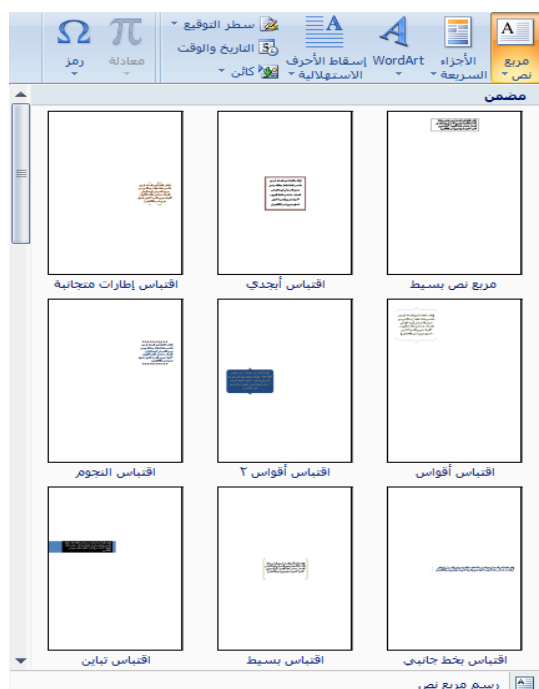 مربع نص
الأجزاء السريعة
WordArt
إسقاط الأحرف الاستهلالية
سطر التوقيع
التاريخ والوقت
كائن
معادلة
رمز
مضمن
مربع نص بسيط
اقتباس أبجدي
اقتباس إطارات متجانبة
اقتباس أقواس
اقتباس أقواس ٢
اقتباس النجوم
اقتباس بخط جانبي
اقتباس بسيط
اقتباس تباين
رسم مربع نص